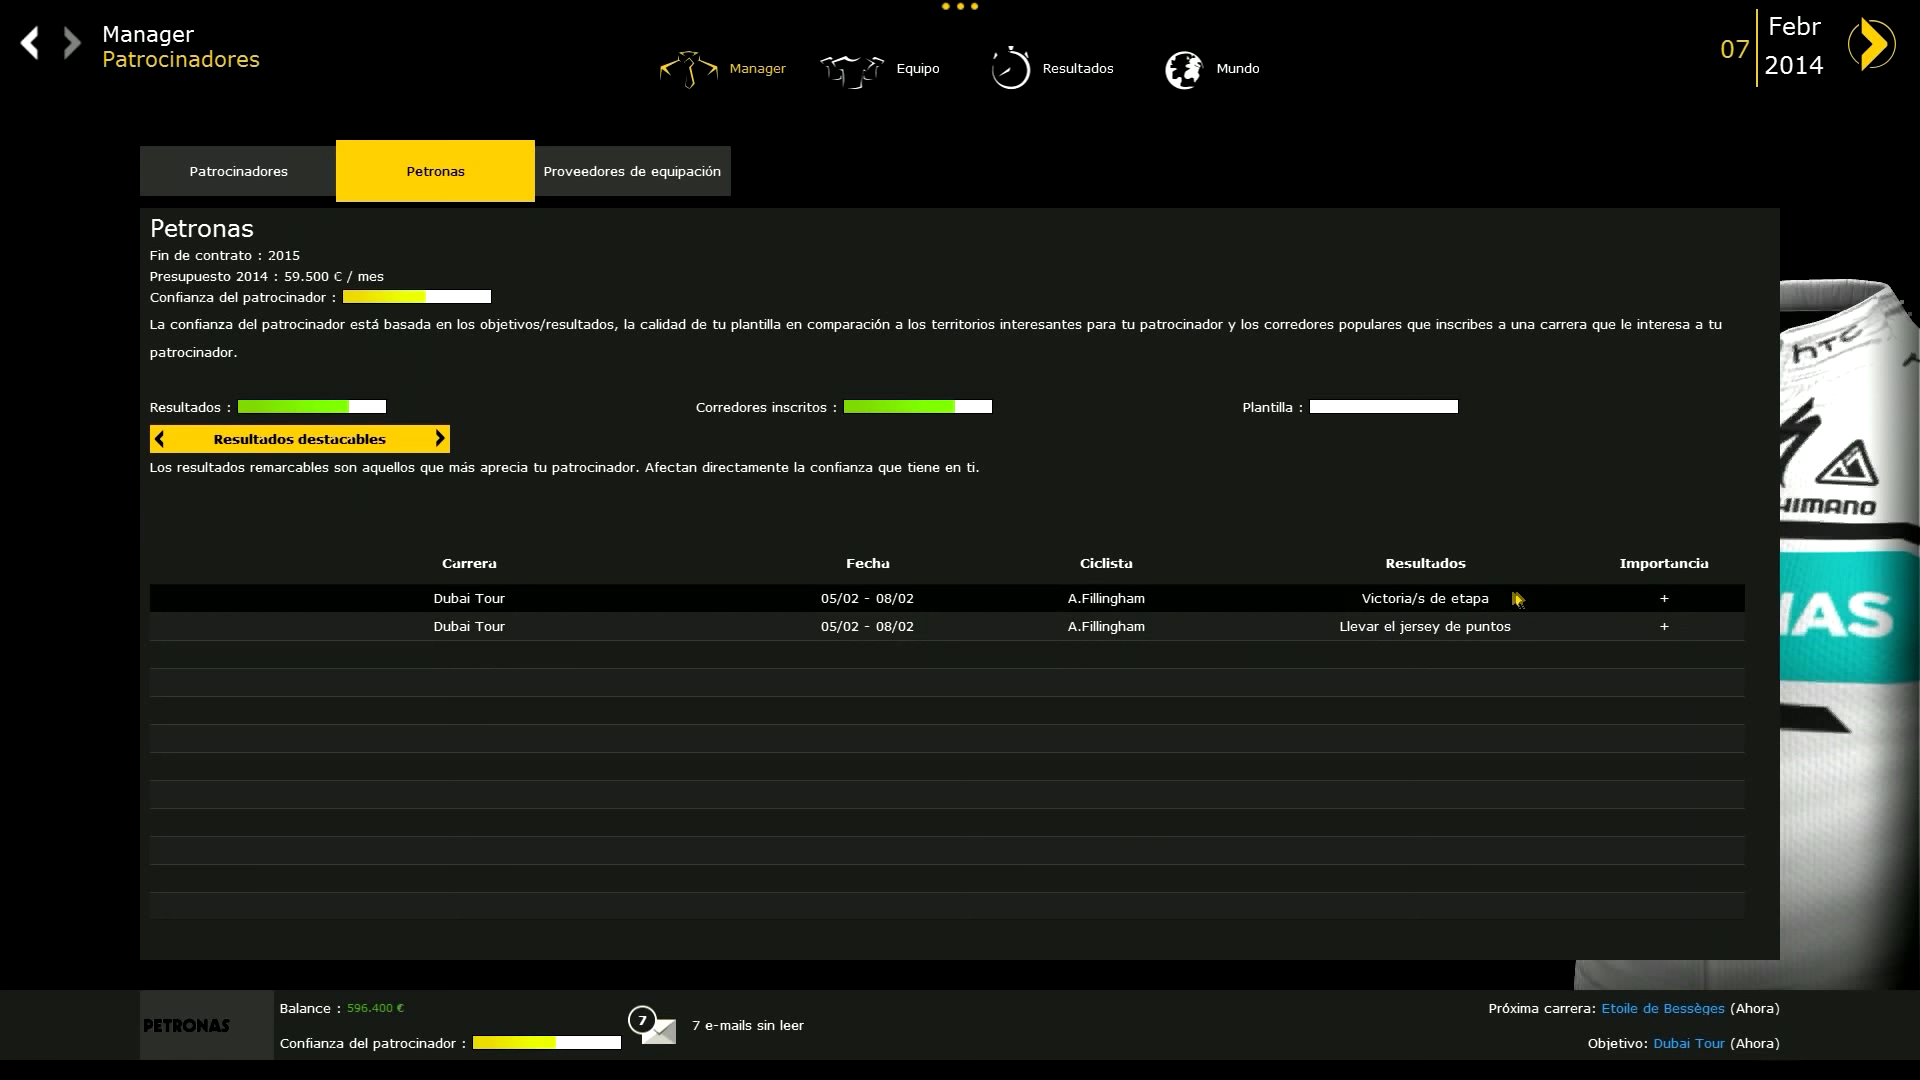 Manager
Patrocinadores
Manager
Equipo
Resultados
Mundo
07
Febr
2014
Patrocinadores
Petronas
Proveedores de equipación
Petronas
Fin de contrato : 2015
Presupuesto 2014 : 59.500 € / mes
Confianza del patrocinador :
La confianza del patrocinador está basada en los objetivos/resultados, la calidad de tu plantilla en comparación a los territorios interesantes para tu patrocinador y los corredores populares que inscribes a una carrera que le interesa a tu
patrocinador.
Resultados :
Corredores inscritos :
Plantilla :
Resultados destacables
Los resultados remarcables son aquellos que más aprecia tu patrocinador. Afectan directamente la confianza que tiene en ti.
Carrera Fecha Ciclista Resultados Importancia
Dubai Tour 05/02 - 08/02 A.Fillingham Victoria/s de etapa +
Dubai Tour 05/02 - 08/02 A.Fillingham Llevar el jersey de puntos +
hTC
HIMANO
NAS
PETRONAS
Balance : 596.400 €
Confianza del patrocinador :
7
7 e-mails sin leer
Próxima carrera: Etoile de Bessèges (Ahora)
Objetivo: Dubai Tour (Ahora)